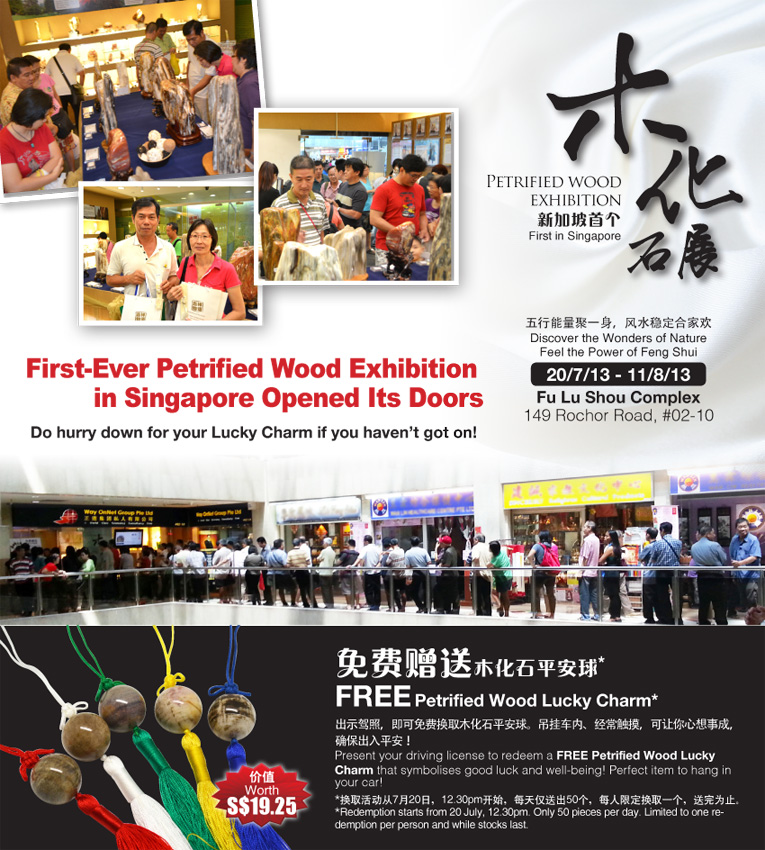 木化石展
PETRIFIED WOOD
EXHIBITION
新加坡首个
First in Singapore
五行能量聚一身，风水稳定合家欢
Discover the Wonders of Nature
Feel the Power of Feng Shui
20/7/13 - 11/8/13
Fu Lu Shou Complex
149 Rochor Road, #02-10
First-Ever Petrified Wood Exhibition
in Singapore Opened Its Doors
Do hurry down for your Lucky Charm if you haven't got on!
Way OnNet Group Pte Ltd
Way OnNet Group Pte Ltd
免费赠送木化石平安球*
FREE Petrified Wood Lucky Charm*
出示驾照，即可免费换取木化石平安球。吊挂车内、经常触摸，可让你心想事成，
确保出入平安！
Present your driving license to redeem a FREE Petrified Wood Lucky
Charm that symbolises good luck and well-being! Perfect item to hang in
your car!
*换取活动从7月20日，12.30pm开始，每天仅送出50个，每人限定换取一个，送完为止。
*Redemption starts from 20 July, 12.30pm. Only 50 pieces per day. Limited to one re-
demption per person and while stocks last.
价值
Worth
S$19.25